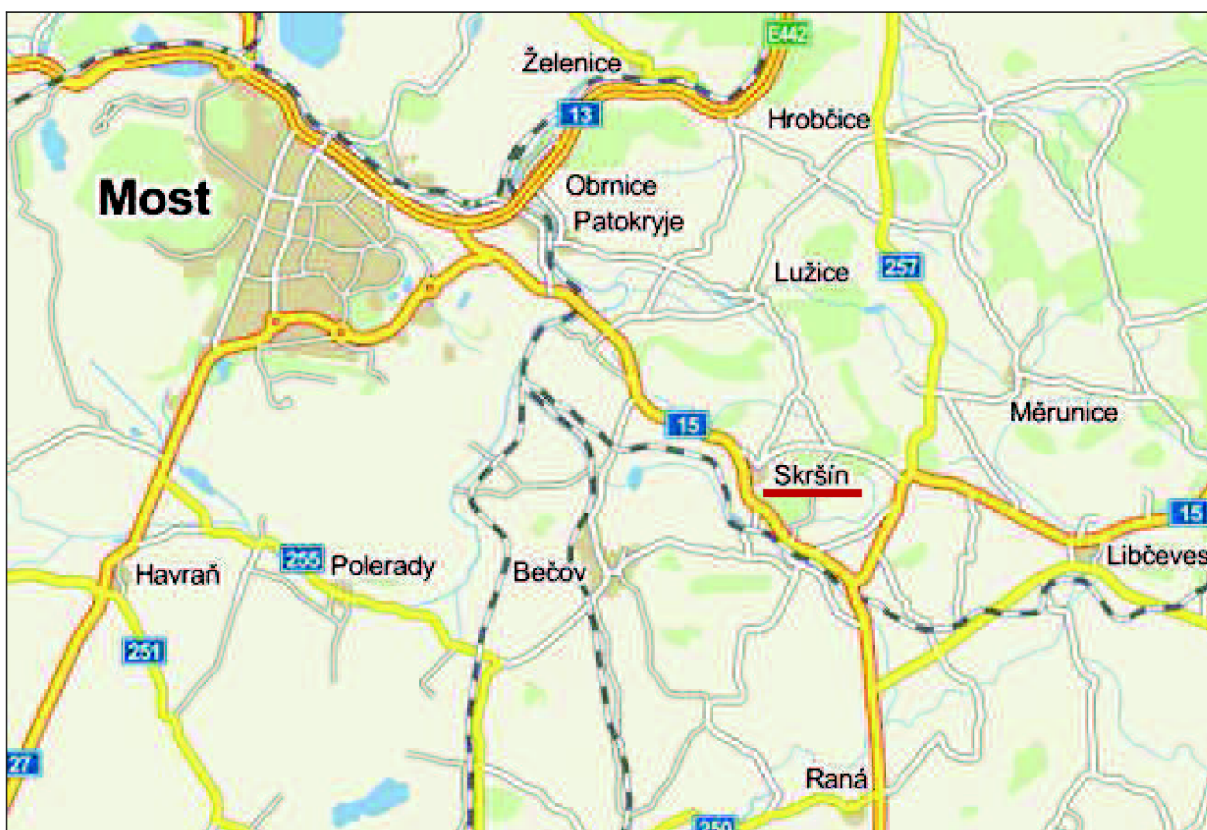 E442
Želenice
13
Hrobčice
Most
Obrnice
Patokryje
Lužice
257
Měrunice
15
Skršín
15
255
Havraň
Polerady
Bečov
Libčeves
251
27
Raná
250